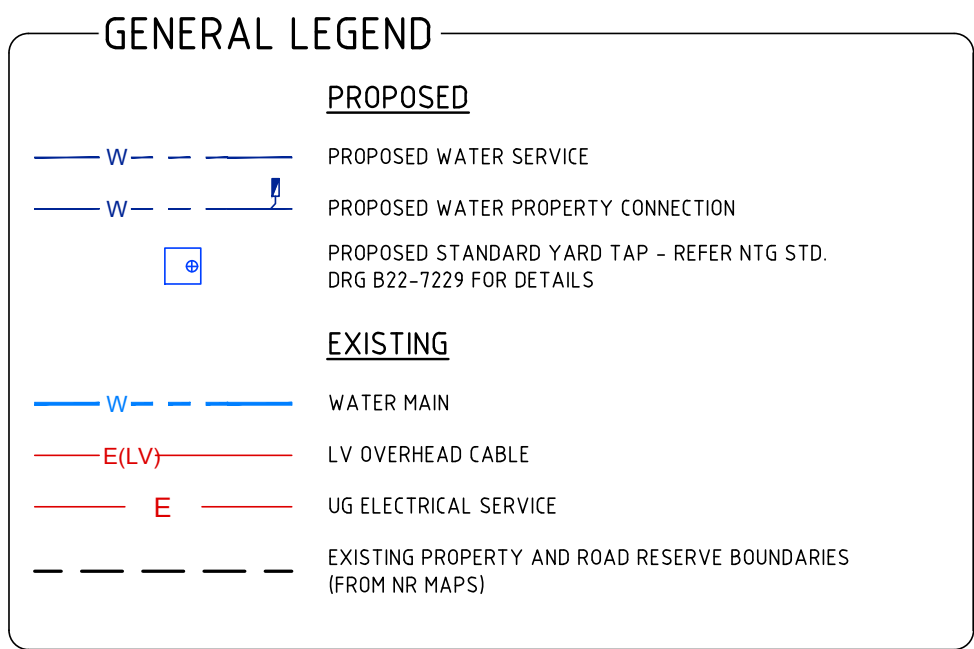 GENERAL LEGEND
PROPOSED
W PROPOSED WATER SERVICE
W PROPOSED WATER PROPERTY CONNECTION
PROPOSED STANDARD YARD TAP - REFER NTG STD.
DRG B22-7229 FOR DETAILS
EXISTING
W WATER MAIN
E(LV) LV OVERHEAD CABLE
E UG ELECTRICAL SERVICE
EXISTING PROPERTY AND ROAD RESERVE BOUNDARIES
(FROM NR MAPS)